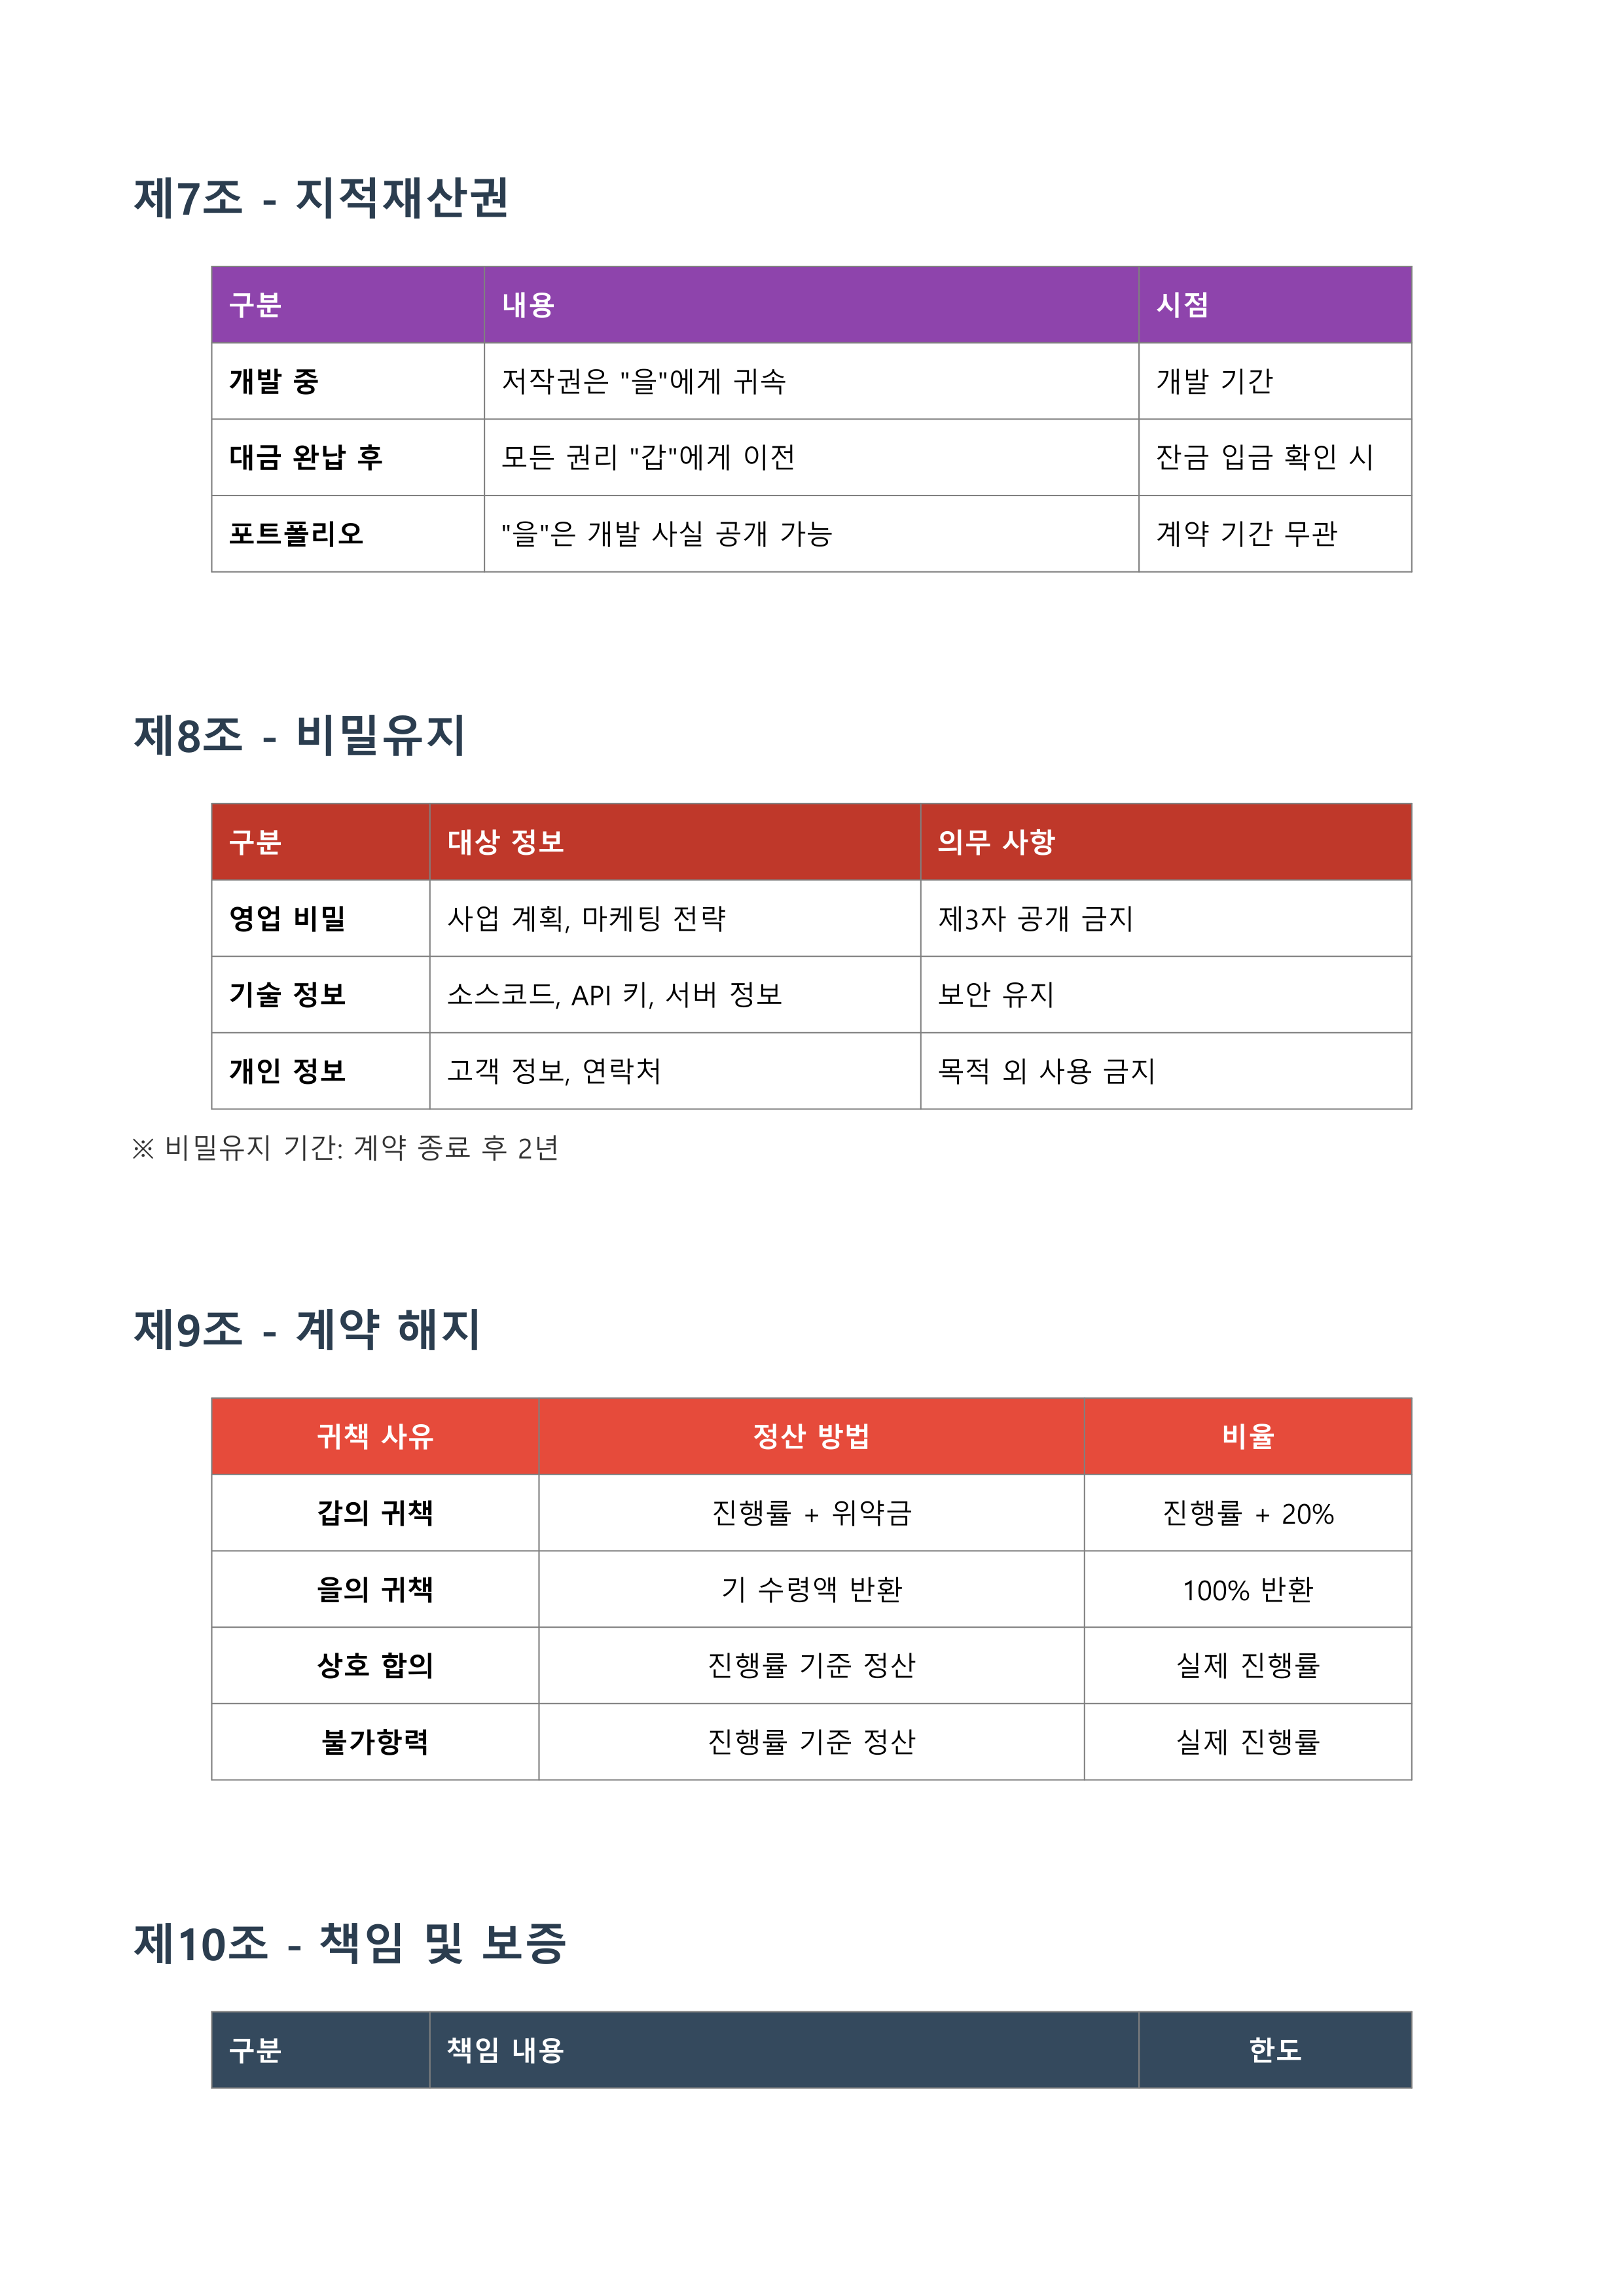 제7조 - 지적재산권
구분 내용 시점
개발 중 저작권은 "을"에게 귀속 개발 기간
대금 완납 후 모든 권리 "갑"에게 이전 잔금 입금 확인 시
포트폴리오 "을"은 개발 사실 공개 가능 계약 기간 무관
제8조 - 비밀유지
구분 대상 정보 의무 사항
영업 비밀 사업 계획, 마케팅 전략 제3자 공개 금지
기술 정보 소스코드, API 키, 서버 정보 보안 유지
개인 정보 고객 정보, 연락처 목적 외 사용 금지
※ 비밀유지 기간: 계약 종료 후 2년
제9조 - 계약 해지
귀책 사유 정산 방법 비율
갑의 귀책 진행률 + 위약금 진행률 + 20%
을의 귀책 기 수령액 반환 100% 반환
상호 합의 진행률 기준 정산 실제 진행률
불가항력 진행률 기준 정산 실제 진행률
제10조 - 책임 및 보증
구분 책임 내용 한도